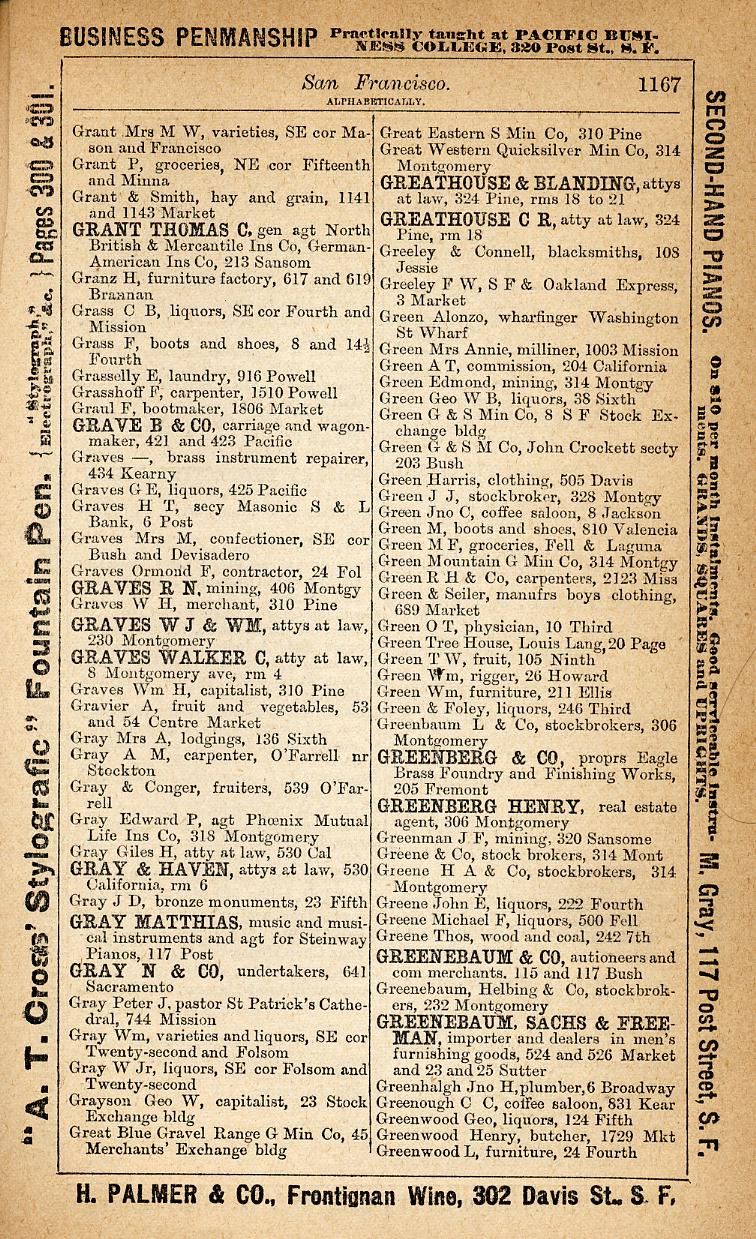 BUSINESS PENMANSHIP Practically taught at PACIFIC BUSI-
NESS COLLEGE, 320 Post St., S. F.
San Francisco. 1167
ALPHABETICALLY.
Grant Mrs M W, varieties, SE cor Ma-
son and Francisco
Grant P, groceries, NE cor Fifteenth
and Minna
Grant & Smith, hay and grain, 1141
and 1143 Market
GRANT THOMAS C, gen agt North
British & Mercantile Ins Co, German-
American Ins Co, 213 Sansom
Granz H, furniture factory, 617 and 619
Brannan
Grass C B, liquors, SE cor Fourth and
Mission
Grass F, boots and shoes, 8 and 14½
Fourth
Grasselly E, laundry, 916 Powell
Grasshoff F, carpenter, 1510 Powell
Graul F, bootmaker, 1806 Market
GRAVE B & CO, carriage and wagon-
maker, 421 and 423 Pacific
Graves —, brass instrument repairer,
434 Kearny
Graves G E, liquors, 425 Pacific
Graves H T, secy Masonic S & L
Bank, 6 Post
Graves Mrs M, confectioner, SE cor
Bush and Devisadero
Graves Ormond F, contractor, 24 Fol
GRAVES R N, mining, 406 Montgy
Graves W H, merchant, 310 Pine
GRAVES W J & WM, attys at law,
230 Montgomery
GRAVES WALKER C, atty at law,
8 Montgomery ave, rm 4
Graves Wm H, capitalist, 310 Pine
Gravier A, fruit and vegetables, 53
and 54 Centre Market
Gray Mrs A, lodgings, 136 Sixth
Gray A M, carpenter, O'Farrell nr
Stockton
Gray & Conger, fruiters, 539 O'Far-
rell
Gray Edward P, agt Phœnix Mutual
Life Ins Co, 318 Montgomery
Gray Giles H, atty at law, 530 Cal
GRAY & HAVEN, attys at law, 530
California, rm 6
Gray J D, bronze monuments, 23 Fifth
GRAY MATTHIAS, music and musi-
cal instruments and agt for Steinway
Pianos, 117 Post
GRAY N & CO, undertakers, 641
Sacramento
Gray Peter J, pastor St Patrick's Cathe-
dral, 744 Mission
Gray Wm, varieties and liquors, SE cor
Twenty-second and Folsom
Gray W Jr, liquors, SE cor Folsom and
Twenty-second
Grayson Geo W, capitalist, 23 Stock
Exchange bldg
Great Blue Gravel Range G Min Co, 45
Merchants' Exchange bldg
Great Eastern S Min Co, 310 Pine
Great Western Quicksilver Min Co, 314
Montgomery
GREATHOUSE & BLANDING, attys
at law, 324 Pine, rms 18 to 21
GREATHOUSE C R, atty at law, 324
Pine, rm 18
Greeley & Connell, blacksmiths, 108
Jessie
Greeley F W, S F & Oakland Express,
3 Market
Green Alonzo, wharfinger Washington
St Wharf
Green Mrs Annie, milliner, 1003 Mission
Green A T, commission, 204 California
Green Edmond, mining, 314 Montgy
Green Geo W B, liquors, 38 Sixth
Green G & S Min Co, 8 S F Stock Ex-
change bldg
Green G & S M Co, John Crockett secty
203 Bush
Green Harris, clothing, 505 Davis
Green J J, stockbroker, 328 Montgy
Green Jno C, coffee saloon, 8 Jackson
Green M, boots and shoes, 810 Valencia
Green M F, groceries, Fell & Laguna
Green Mountain G Min Co, 314 Montgy
Green R H & Co, carpenters, 2123 Miss
Green & Seiler, manufrs boys clothing,
689 Market
Green O T, physician, 10 Third
Green Tree House, Louis Lang, 20 Page
Green T W, fruit, 105 Ninth
Green Wm, rigger, 26 Howard
Green Wm, furniture, 211 Ellis
Green & Foley, liquors, 246 Third
Greenbaum L & Co, stockbrokers, 306
Montgomery
GREENBERG & CO, proprs Eagle
Brass Foundry and Finishing Works,
205 Fremont
GREENBERG HENRY, real estate
agent, 306 Montgomery
Greenman J F, mining, 320 Sansome
Greene & Co, stock brokers, 314 Mont
Greene H A & Co, stockbrokers, 314
Montgomery
Greene John E, liquors, 222 Fourth
Greene Michael F, liquors, 500 Fell
Greene Thos, wood and coal, 242 7th
GREENEBAUM & CO, autioneers and
com merchants, 115 and 117 Bush
Greenebaum, Helbing & Co, stockbrok-
ers, 232 Montgomery
GREENEBAUM, SACHS & FREE-
MAN, importer and dealers in men's
furnishing goods, 524 and 526 Market
and 23 and 25 Sutter
Greenhalgh Jno H, plumber, 6 Broadway
Greenough C C, coffee saloon, 831 Kear
Greenwood Geo, liquors, 124 Fifth
Greenwood Henry, butcher, 1729 Mkt
Greenwood L, furniture, 24 Fourth
"A. T. Cross' Stylografic" Fountain Pen. { "Stylograph," Electrograph," &c. } Pages 300 & 301.
SECOND-HAND PIANOS. On $10 per month Instalments. Good serviceable Instru-
ments. GRANDS, SQUARES and UPRIGHTS. M. Gray, 117 Post Street, S. F.
H. PALMER & CO., Frontignan Wine, 302 Davis St., S. F.